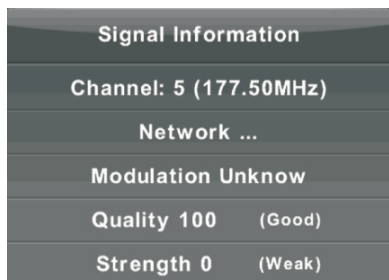 Signal Information
Channel: 5 (177.50MHz)
Network ...
Modulation Unknow
Quality 100 (Good)
Strength 0 (Weak)